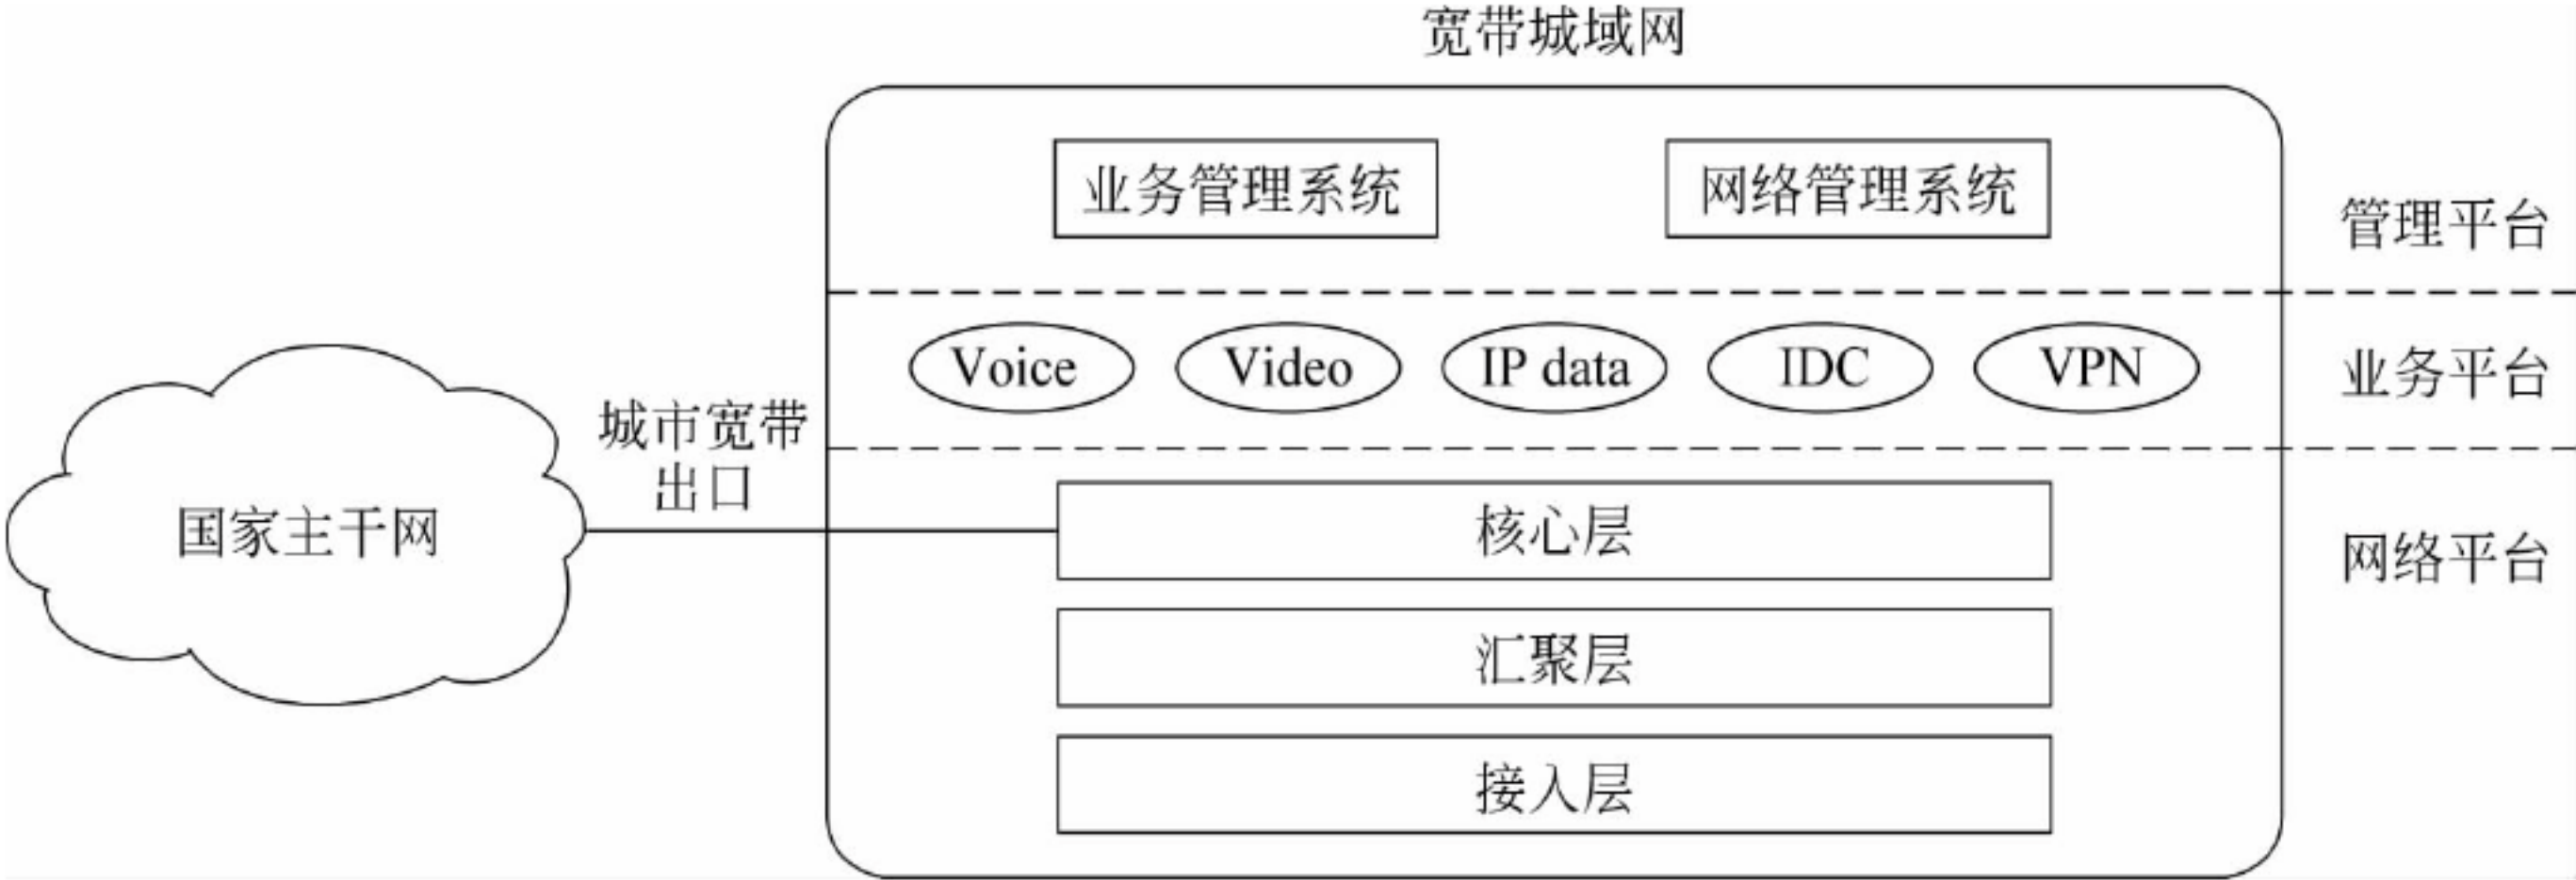 宽带城域网
业务管理系统
网络管理系统
管理平台
Voice
Video
IP data
IDC
VPN
业务平台
城市宽带
出口
国家主干网
核心层
网络平台
汇聚层
接入层